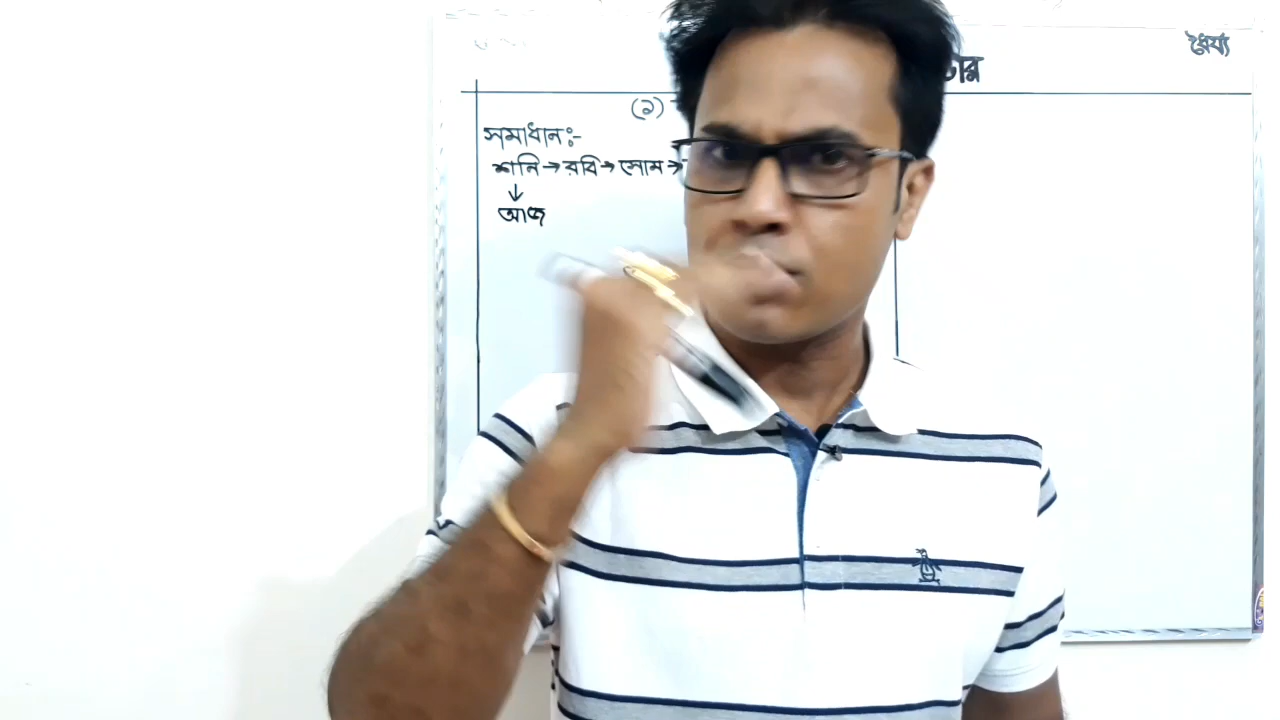 ধৈর্য্য
(১)
সমাধান:-
শনি→রবি→সোম→
↓
আজ